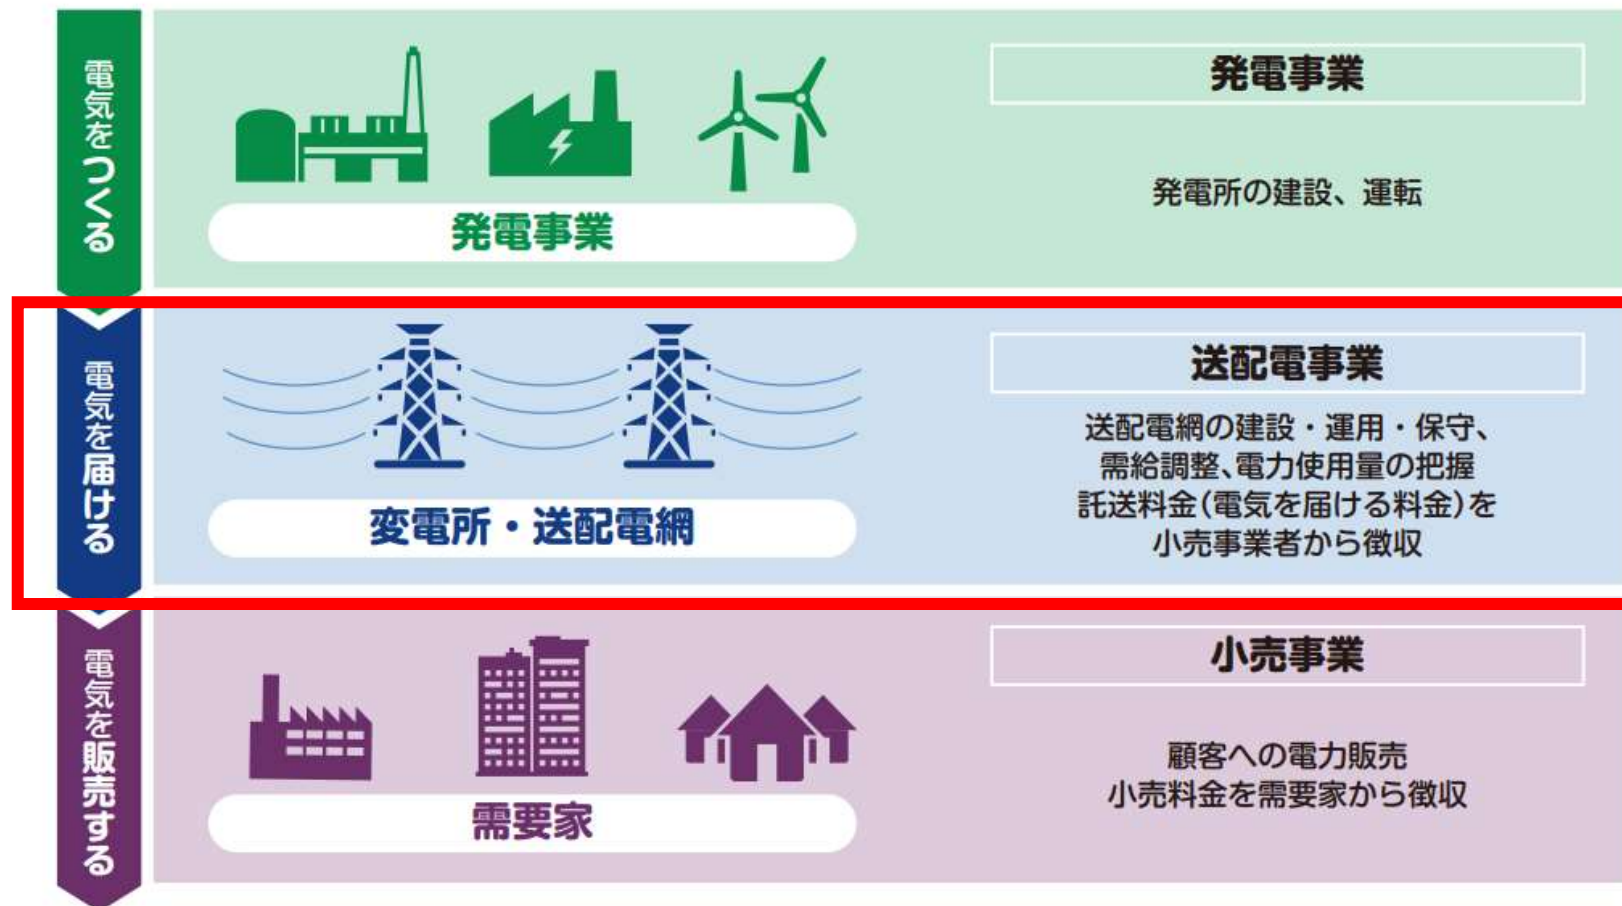 電気をつくる
発電事業
発電事業
発電所の建設、運転
電気を届ける
変電所・送配電網
送配電事業
送配電網の建設・運用・保守、
需給調整、電力使用量の把握
託送料金(電気を届ける料金)を
小売事業者から徴収
電気を販売する
需要家
小売事業
顧客への電力販売
小売料金を需要家から徴収